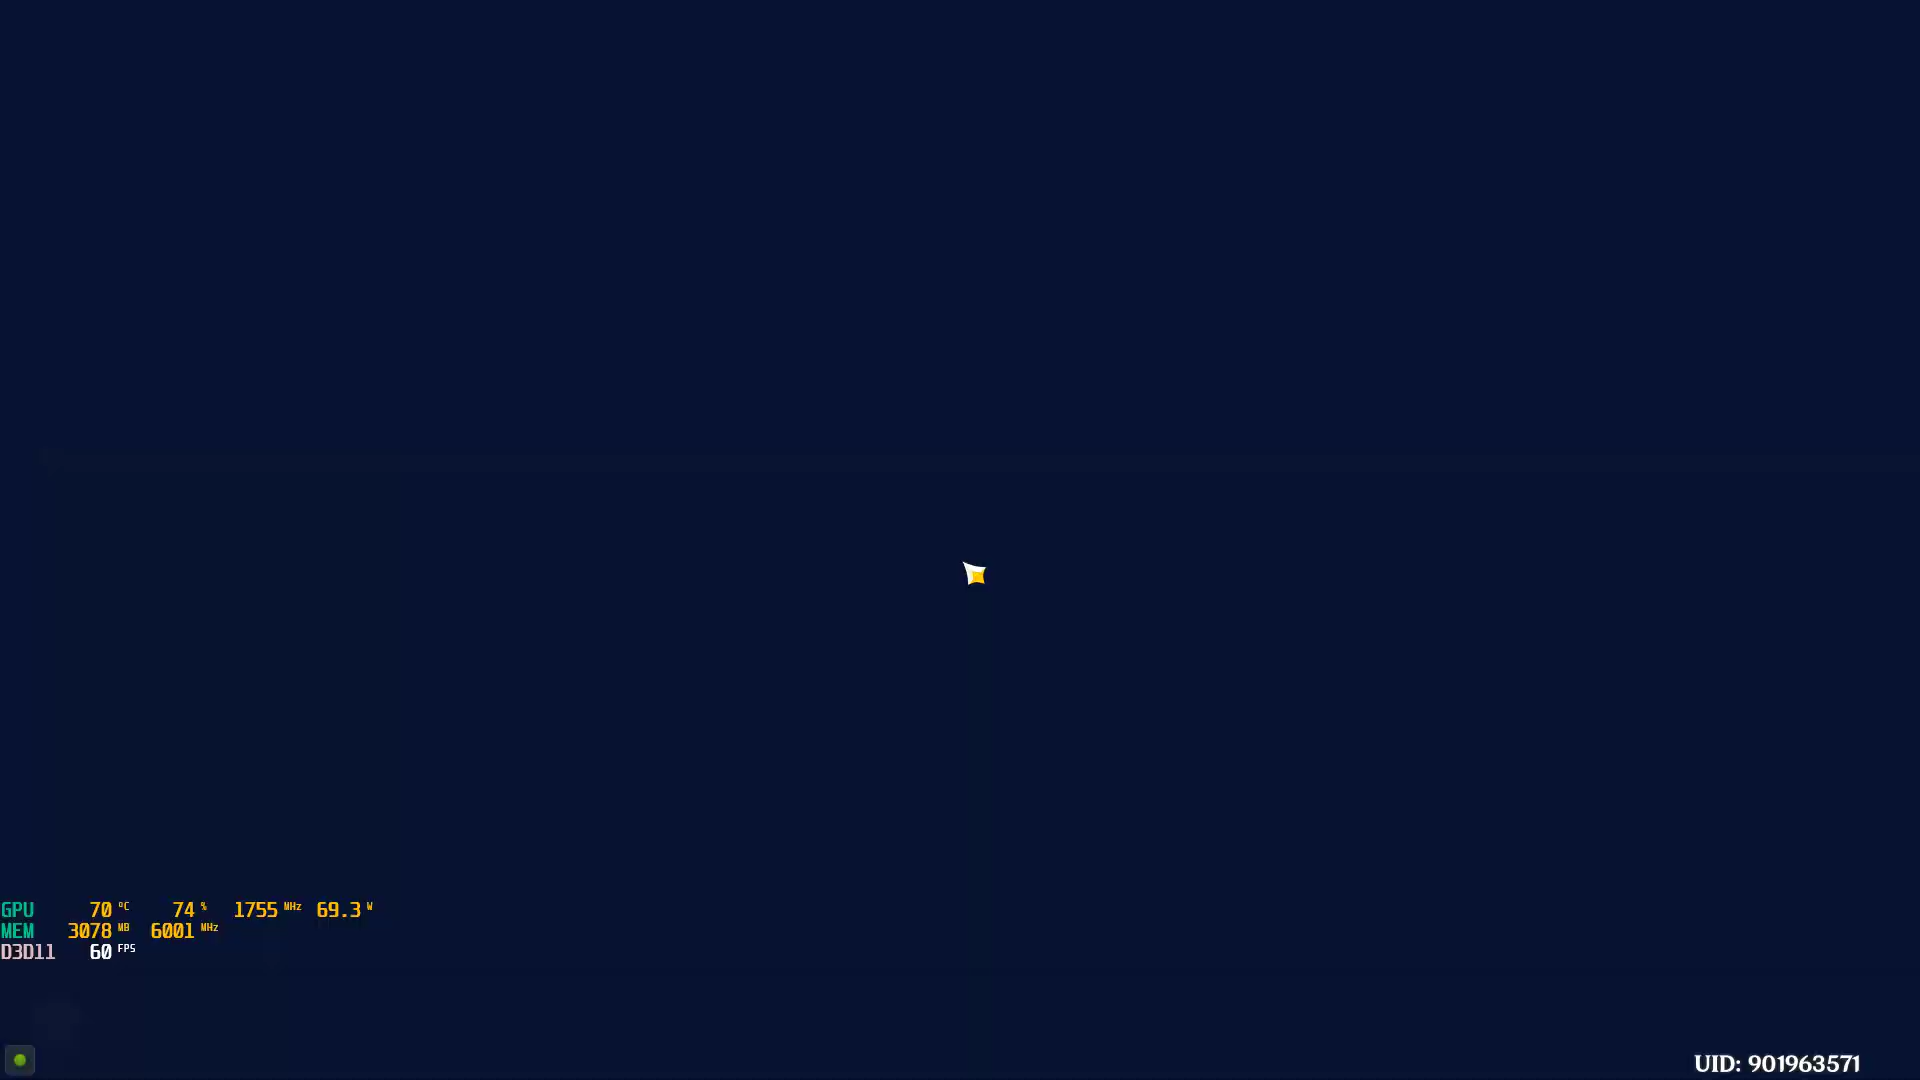 GPU 70 °C 74 % 1755 MHz 69.3 W
MEM 3078 MB 6001 MHz
D3D11 60 FPS
UID: 901963571